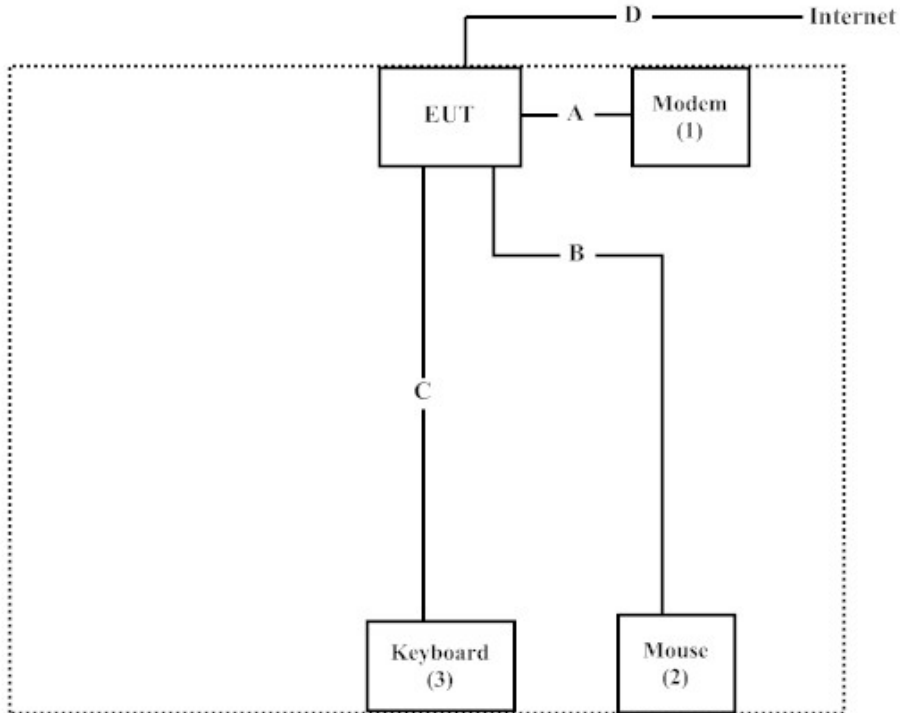 D
Internet
EUT
A
Modem
(1)
B
C
Keyboard
(3)
Mouse
(2)